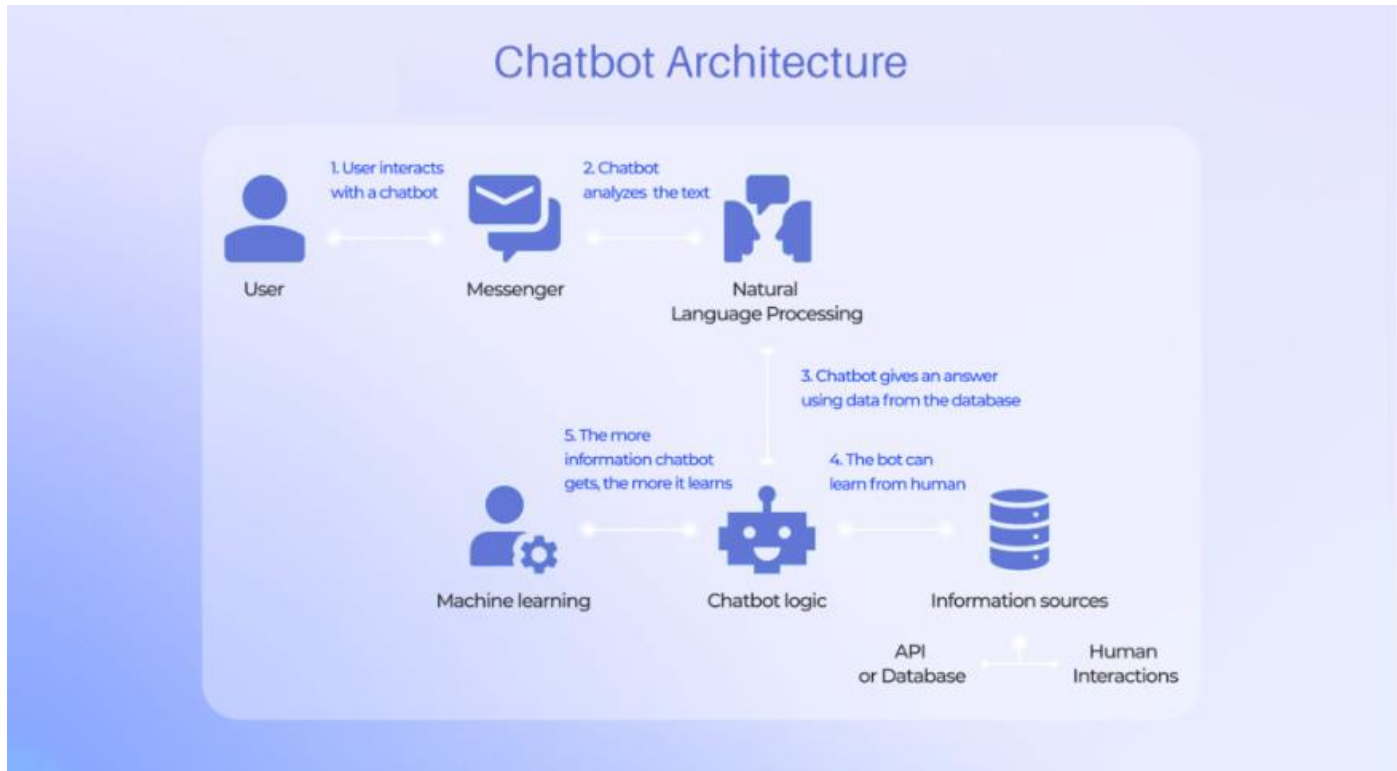 Chatbot Architecture
1. User interacts
with a chatbot
2. Chatbot
analyzes the text
User
Messenger
Natural
Language Processing
3. Chatbot gives an answer
using data from the database
5. The more
information chatbot
gets, the more it learns
4. The bot can
learn from human
Machine learning
Chatbot logic
Information sources
API
or Database
Human
Interactions